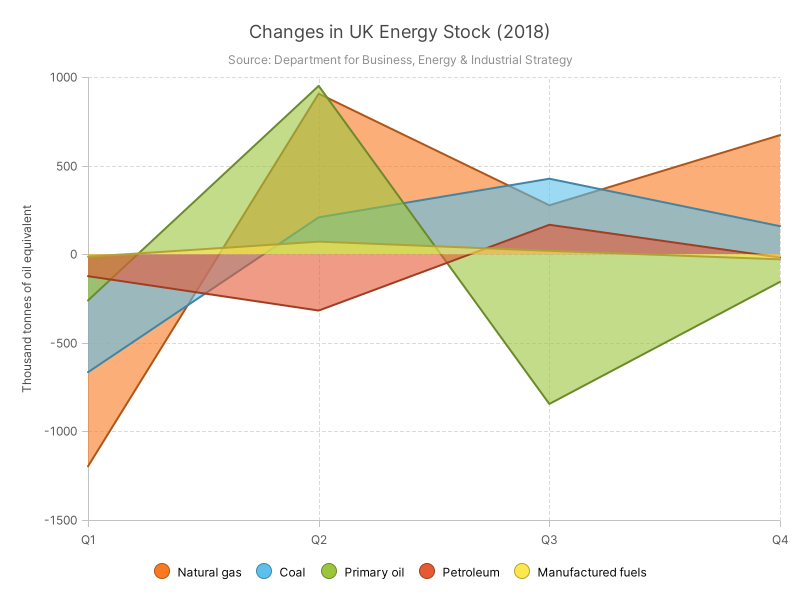 Changes in UK Energy Stock (2018)
Source: Department for Business, Energy & Industrial Strategy
Thousand tonnes of oil equivalent
1000
500
0
-500
-1000
-1500
Q1 Q2 Q3 Q4
Natural gas Coal Primary oil Petroleum Manufactured fuels